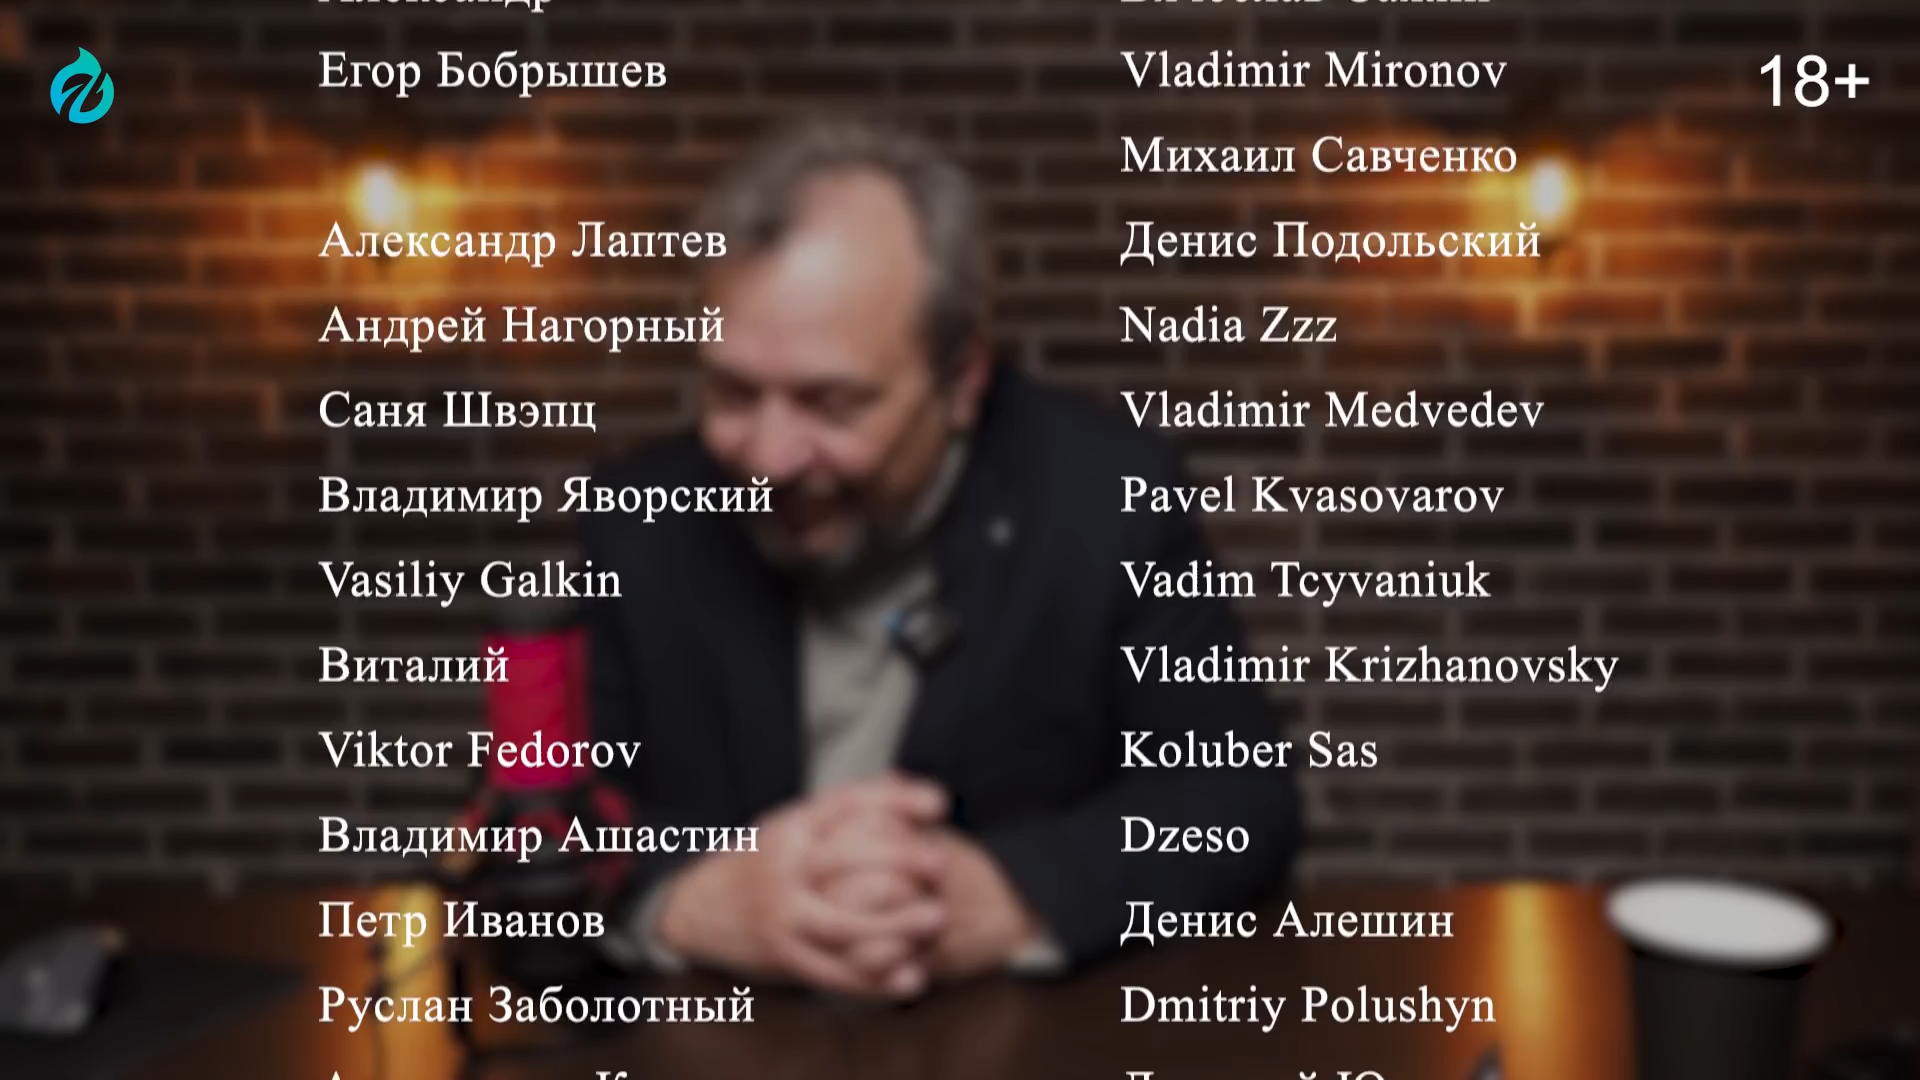 Егор Бобрышев
Александр Лаптев
Андрей Нагорный
Саня Швэпц
Владимир Яворский
Vasiliy Galkin
Виталий
Viktor Fedorov
Владимир Ашастин
Петр Иванов
Руслан Заболотный
Vladimir Mironov
Михаил Савченко
Денис Подольский
Nadia Zzz
Vladimir Medvedev
Pavel Kvasovarov
Vadim Tcyvaniuk
Vladimir Krizhanovsky
Koluber Sas
Dzeso
Денис Алешин
Dmitriy Polushyn
18+